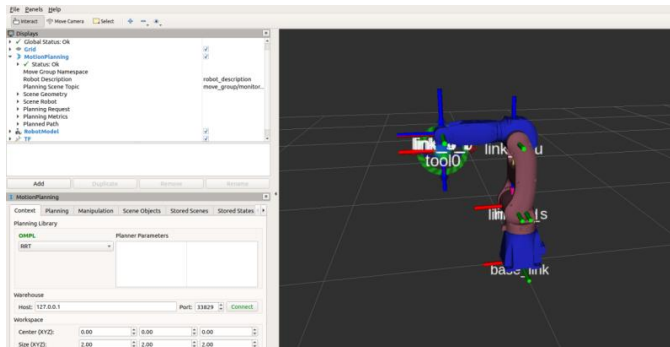 File Panels Help
Interact Move Camera Select
Displays
Global Status: Ok
Grid
MotionPlanning
Status: Ok
Move Group Namespace
Robot Description robot_description
Planning Scene Topic move_group/monitor...
Scene Geometry
Scene Robot
Planning Request
Planning Metrics
Planned Path
RobotModel
TF
Add Duplicate Remove Rename
MotionPlanning
Context Planning Manipulation Scene Objects Stored Scenes Stored States
Planning Library
OMPL Planner Parameters
RRT
Warehouse
Host: 127.0.0.1 Port: 33829 Connect
Workspace
Center (XYZ): 0.00 0.00 0.00
Size (XYZ): 2.00 2.00 2.00
tool0
base_link